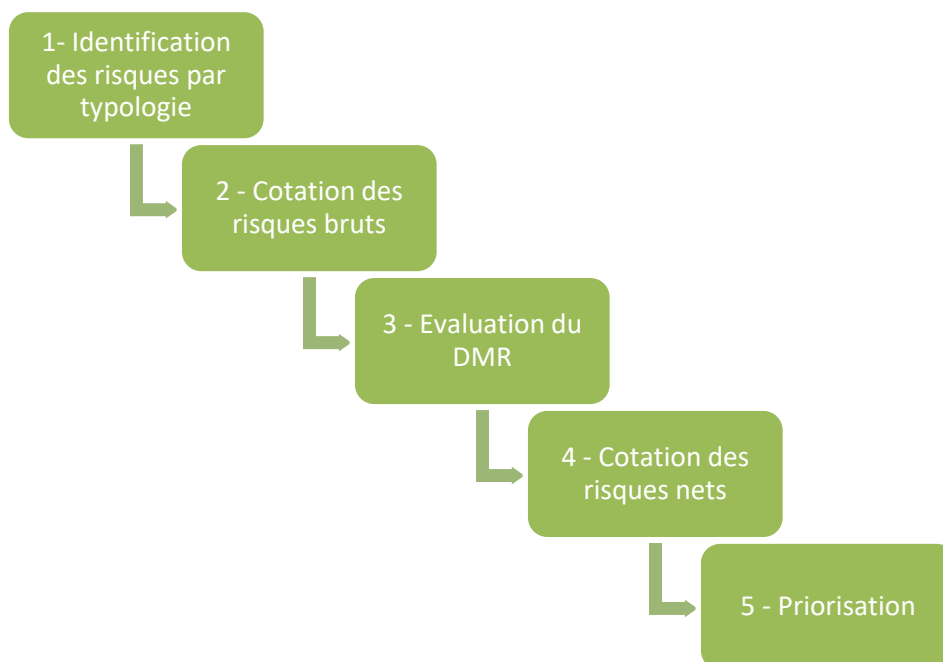 1- Identification
des risques par
typologie
2 - Cotation des
risques bruts
3 - Evaluation du
DMR
4 - Cotation des
risques nets
5 - Priorisation